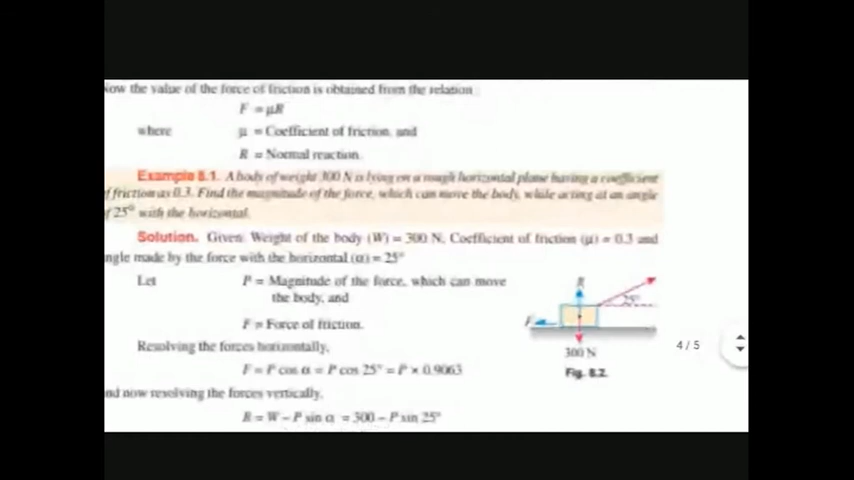 Now the value of the force of friction is obtained from the relation
F = μR
where μ = Coefficient of friction, and
R = Normal reaction.
Example 8.1. A body of weight 300 N is lying on a rough horizontal plane having a coefficient
f friction as 0.3. Find the magnitude of the force, which can move the body, while acting at an angle
f 25° with the horizontal.
Solution. Given: Weight of the body (W) = 300 N; Coefficient of friction (μ) = 0.3 and
ngle made by the force with the horizontal (α) = 25°
Let P = Magnitude of the force, which can move
the body, and
F = Force of friction.
Resolving the forces horizontally,
F = P cos α = P cos 25° = P × 0.9063
nd now resolving the forces vertically,
R = W – P sin α = 300 – P sin 25°
R
25°
F
300 N
Fig. 8.2.
4 / 5